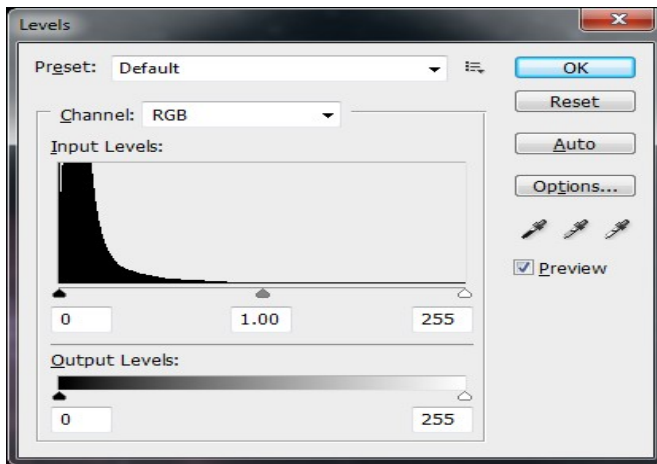 Levels
Preset: Default
OK
Channel: RGB
Reset
Input Levels:
Auto
Options...
Preview
0 1.00 255
Output Levels:
0 255